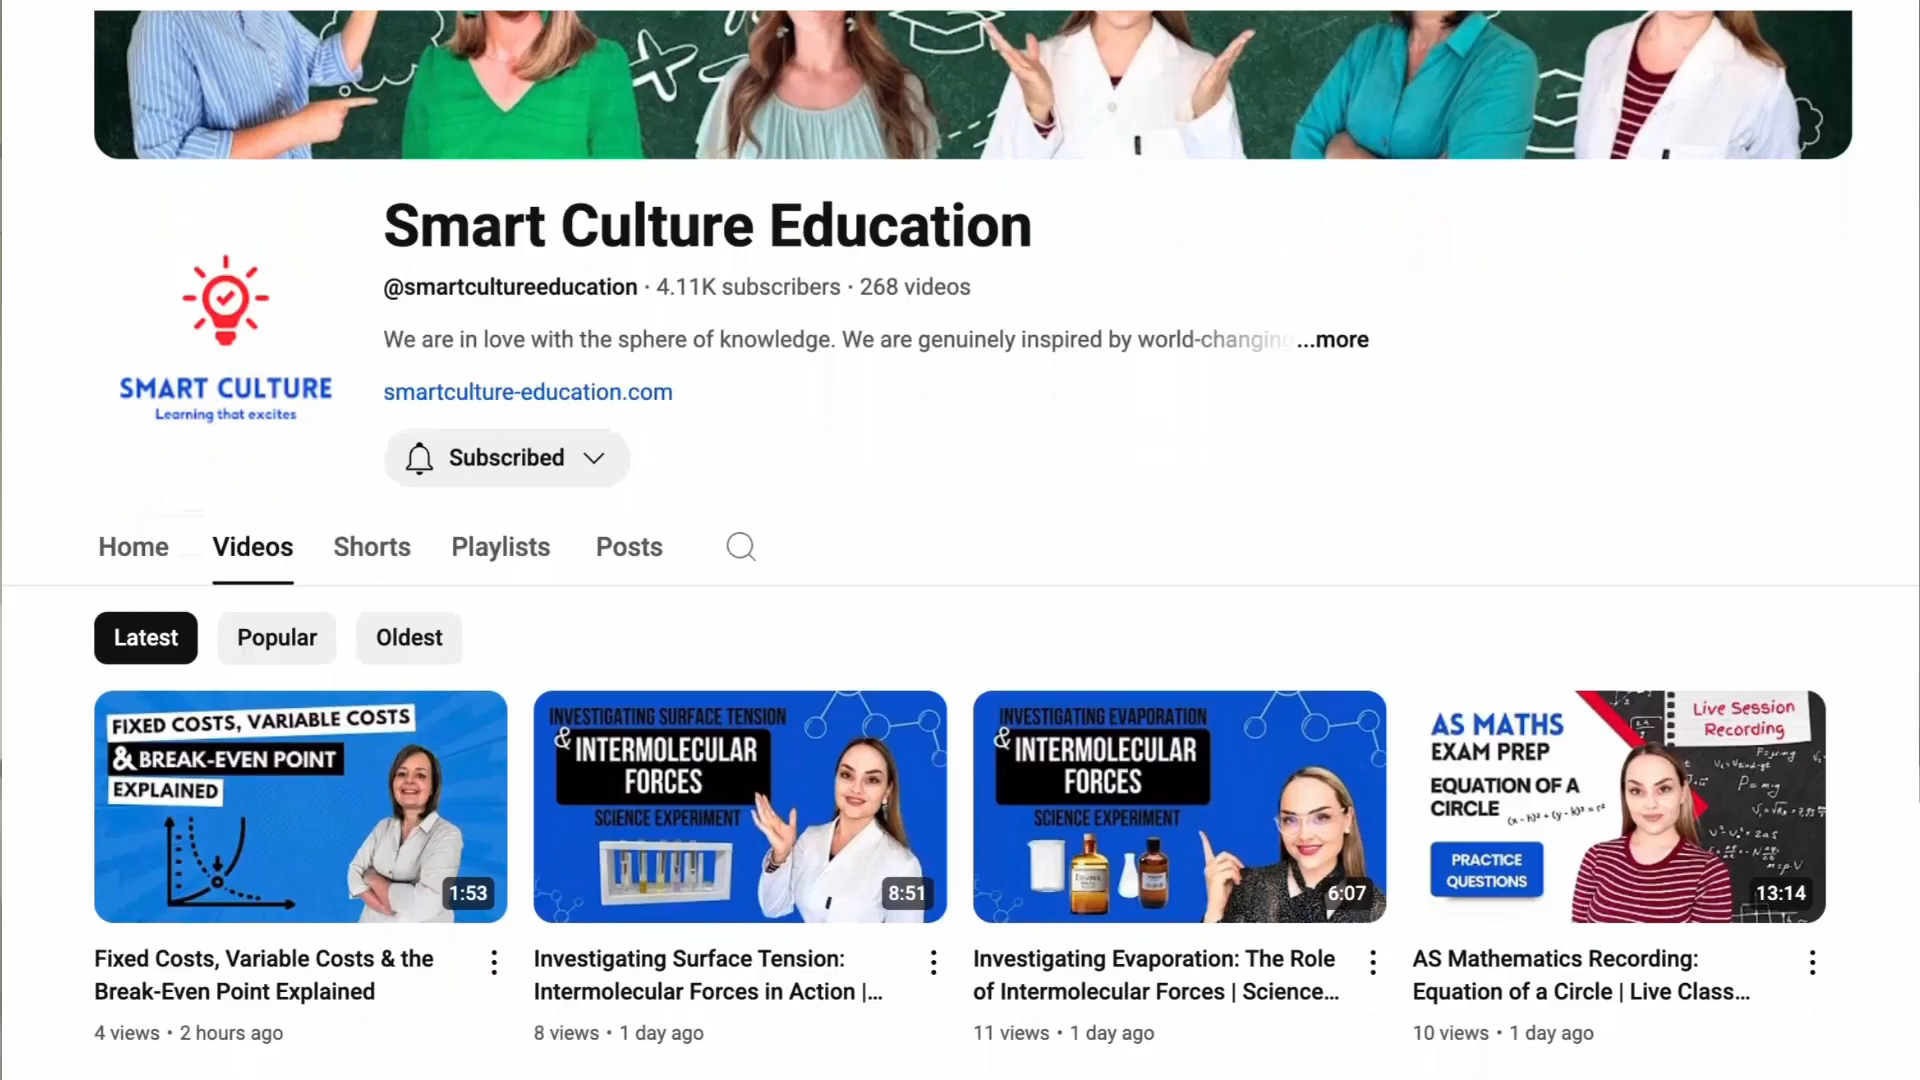 Smart Culture Education
@smartcultureeducation · 4.11K subscribers · 268 videos
We are in love with the sphere of knowledge. We are genuinely inspired by world-changing ...more
smartculture-education.com
SMART CULTURE
Learning that excites
Subscribed
Home Videos Shorts Playlists Posts
Latest Popular Oldest
FIXED COSTS, VARIABLE COSTS
& BREAK-EVEN POINT
EXPLAINED
1:53
Fixed Costs, Variable Costs & the
Break-Even Point Explained
4 views • 2 hours ago
INVESTIGATING SURFACE TENSION
& INTERMOLECULAR
FORCES
SCIENCE EXPERIMENT
8:51
Investigating Surface Tension:
Intermolecular Forces in Action |...
8 views • 1 day ago
INVESTIGATING EVAPORATION
& INTERMOLECULAR
FORCES
SCIENCE EXPERIMENT
6:07
Investigating Evaporation: The Role
of Intermolecular Forces | Science...
11 views • 1 day ago
AS MATHS
EXAM PREP
EQUATION OF A
CIRCLE (x-h)²+(y-k)²=r²
PRACTICE
QUESTIONS
Live Session
Recording
13:14
AS Mathematics Recording:
Equation of a Circle | Live Class...
10 views • 1 day ago